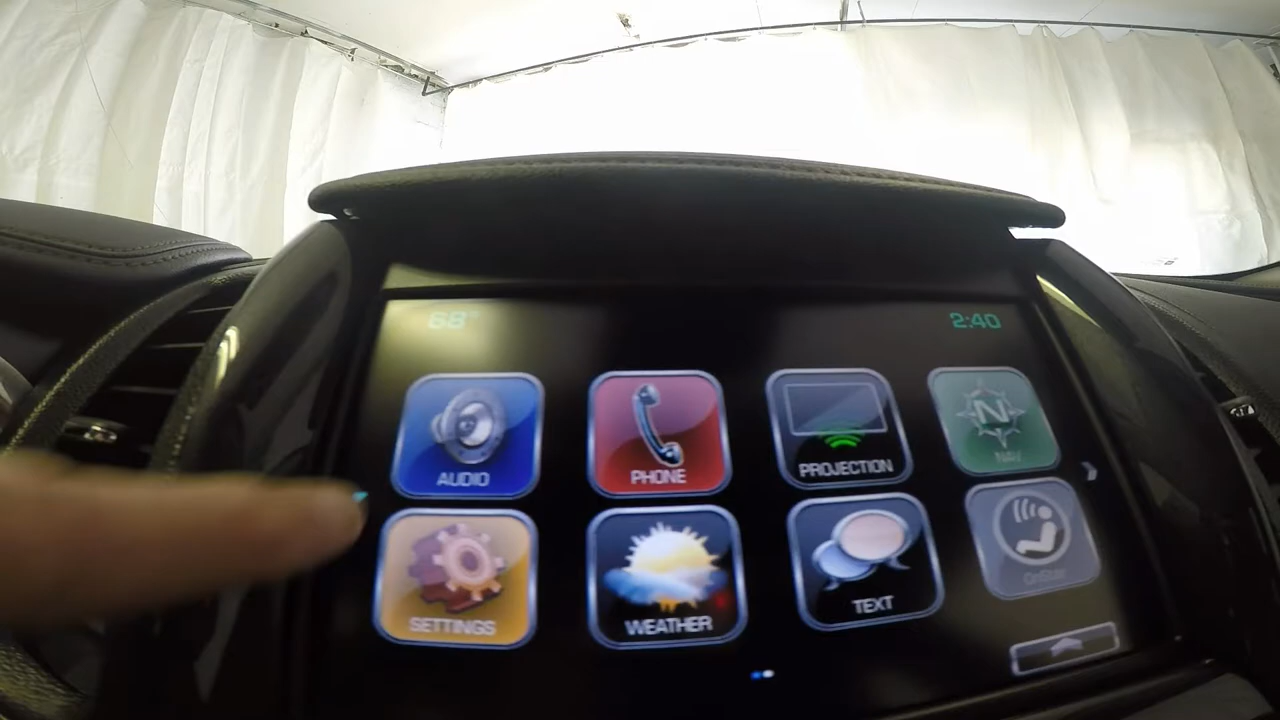 68°
2:40
AUDIO
PHONE
PROJECTION
N
NAV
SETTINGS
WEATHER
TEXT
OnStar